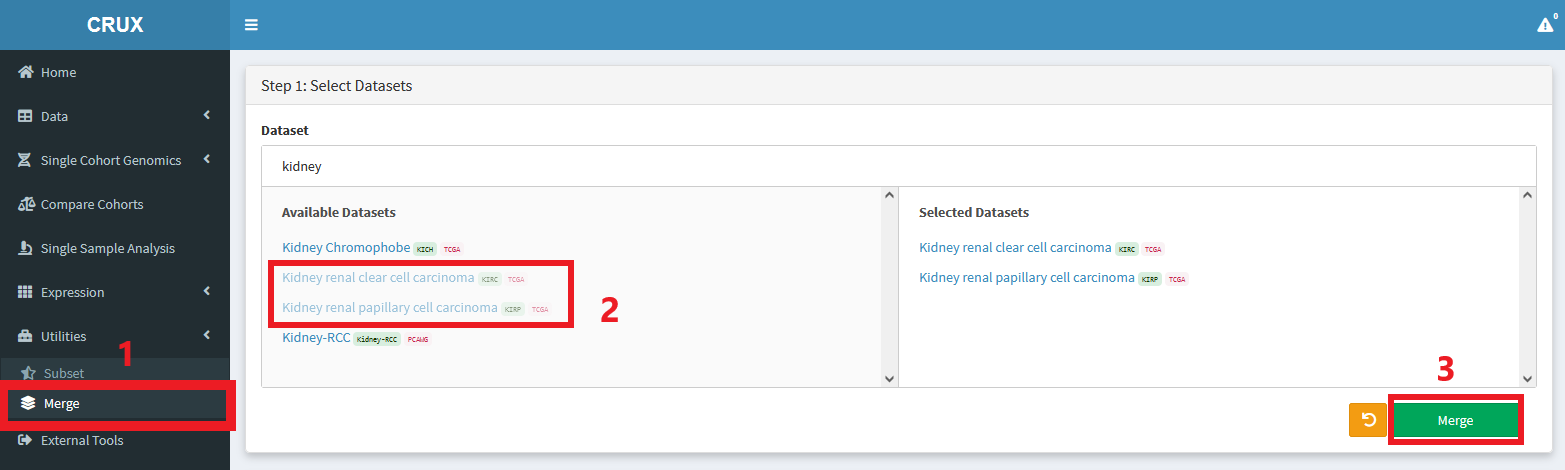 CRUX
0
Home
Data
Single Cohort Genomics
Compare Cohorts
Single Sample Analysis
Expression
Utilities
1
Subset
Merge
External Tools
Step 1: Select Datasets
Dataset
kidney
Available Datasets
Kidney Chromophobe KICH TCGA
Kidney renal clear cell carcinoma KIRC TCGA
Kidney renal papillary cell carcinoma KIRP TCGA
2
Kidney-RCC Kidney-RCC PCAWG
Selected Datasets
Kidney renal clear cell carcinoma KIRC TCGA
Kidney renal papillary cell carcinoma KIRP TCGA
3
Merge